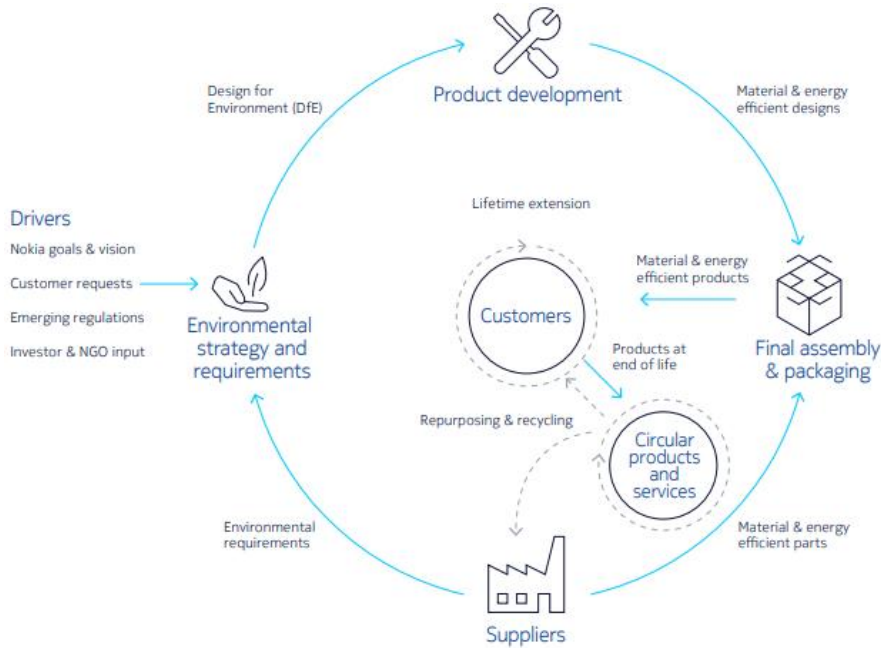 Product development
Design for
Environment (DfE)
Material & energy
efficient designs
Drivers
Nokia goals & vision
Customer requests
Emerging regulations
Investor & NGO input
Environmental
strategy and
requirements
Lifetime extension
Customers
Material & energy
efficient products
Final assembly
& packaging
Products at
end of life
Repurposing & recycling
Circular
products
and
services
Environmental
requirements
Material & energy
efficient parts
Suppliers